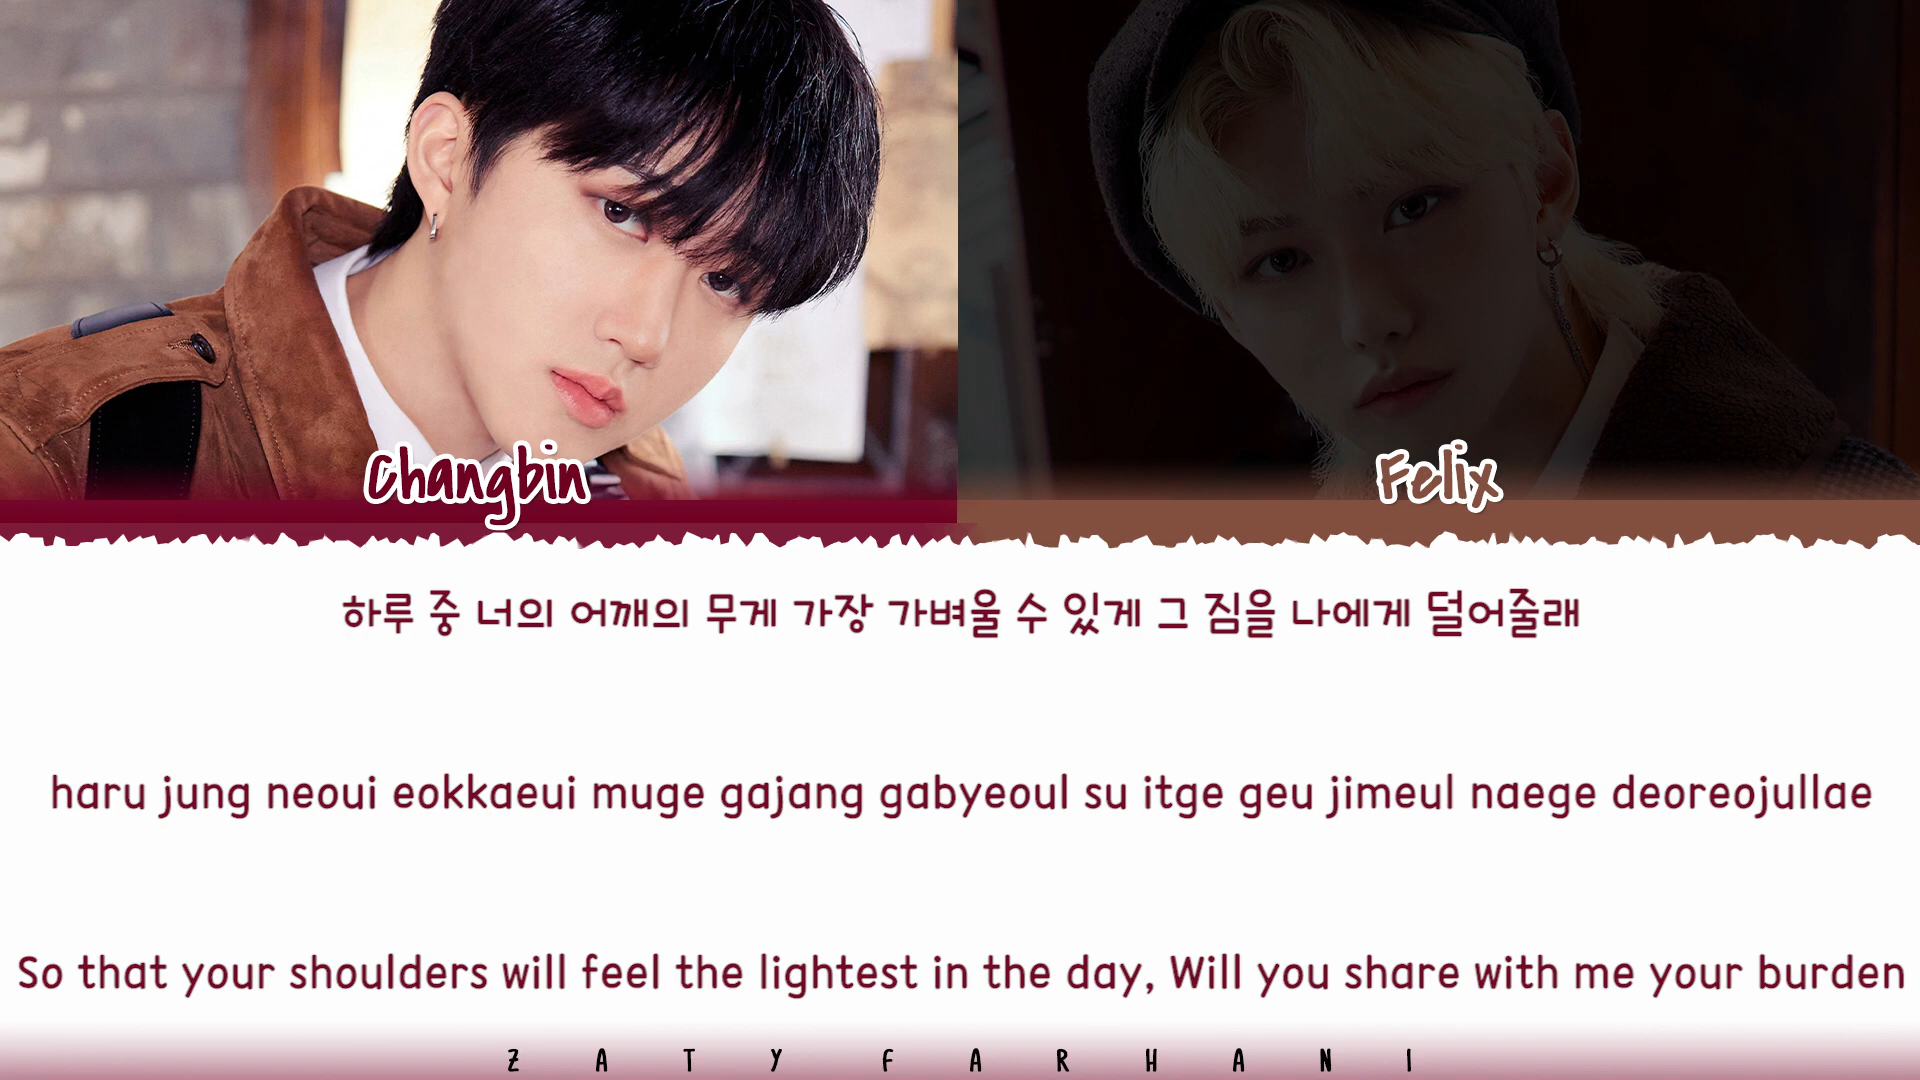 Changbin
Felix
하루 중 너의 어깨의 무게 가장 가벼울 수 있게 그 짐을 나에게 덜어줄래
haru jung neoui eokkaeui muge gajang gabyeoul su itge geu jimeul naege deoreojullae
So that your shoulders will feel the lightest in the day, Will you share with me your burden
ZATY FARHANI